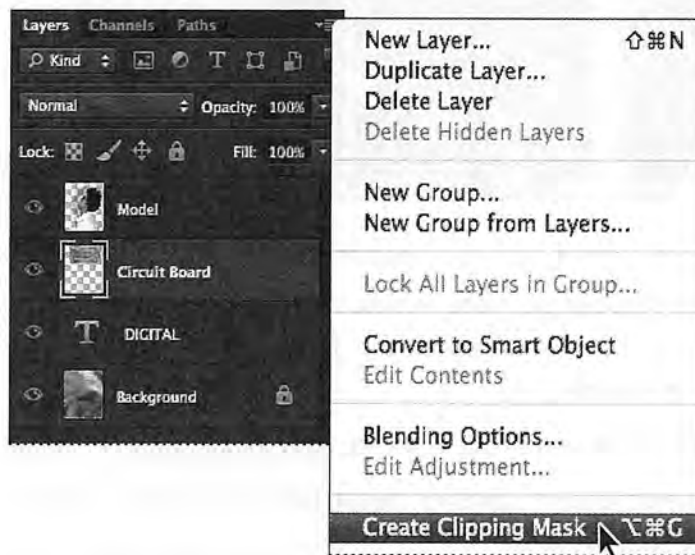 Layers Channels Paths
Kind T
Normal Opacity: 100%
Lock: Fill: 100%
Model
Circuit Board
T DIGITAL
Background
New Layer... ⇧⌘N
Duplicate Layer...
Delete Layer
Delete Hidden Layers
New Group...
New Group from Layers...
Lock All Layers in Group...
Convert to Smart Object
Edit Contents
Blending Options...
Edit Adjustment...
Create Clipping Mask ⌥⌘G